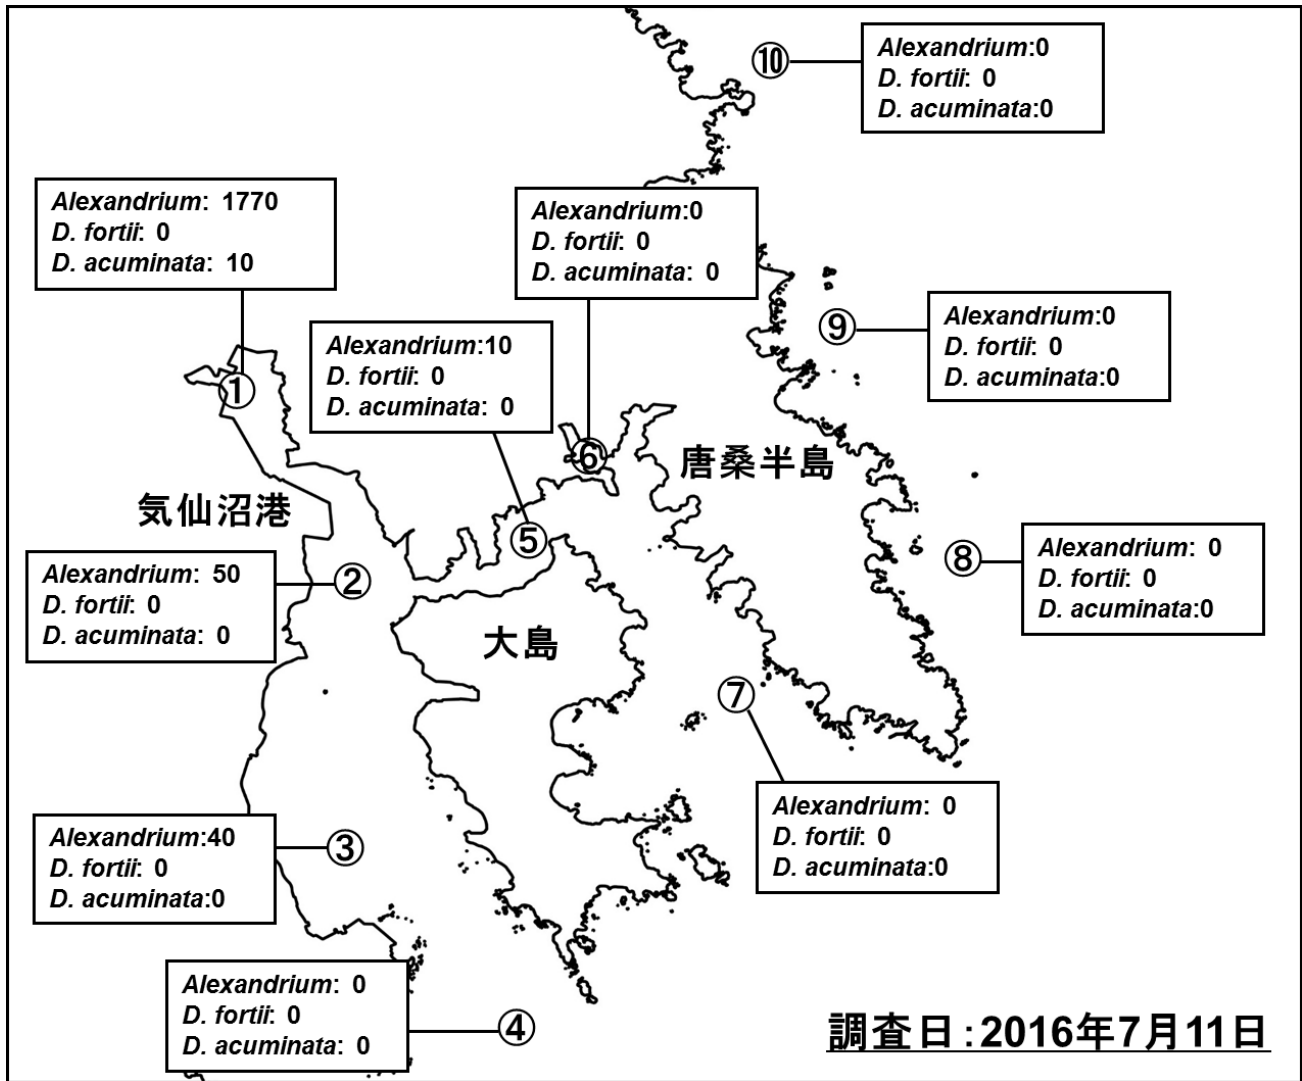 ⑩
Alexandrium:0
D. fortii: 0
D. acuminata:0
Alexandrium: 1770
D. fortii: 0
D. acuminata: 10
①
Alexandrium:0
D. fortii: 0
D. acuminata: 0
⑥
⑨
Alexandrium:0
D. fortii: 0
D. acuminata:0
Alexandrium:10
D. fortii: 0
D. acuminata: 0
⑤
唐桑半島
気仙沼港
Alexandrium: 50
D. fortii: 0
D. acuminata: 0
②
⑧
Alexandrium: 0
D. fortii: 0
D. acuminata:0
大島
⑦
Alexandrium: 0
D. fortii: 0
D. acuminata:0
Alexandrium:40
D. fortii: 0
D. acuminata:0
③
Alexandrium: 0
D. fortii: 0
D. acuminata: 0
④
調査日:2016年7月11日